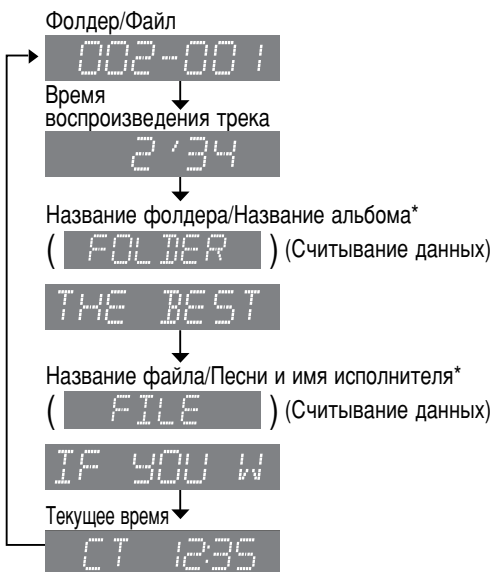 Фолдер/Файл
002-001
Время
воспроизведения трека
2'34
Название фолдера/Название альбома*
( FOLDER ) (Считывание данных)
THE BEST
Название файла/Песни и имя исполнителя*
( FILE ) (Считывание данных)
IF YOU W
Текущее время
CT 12:35